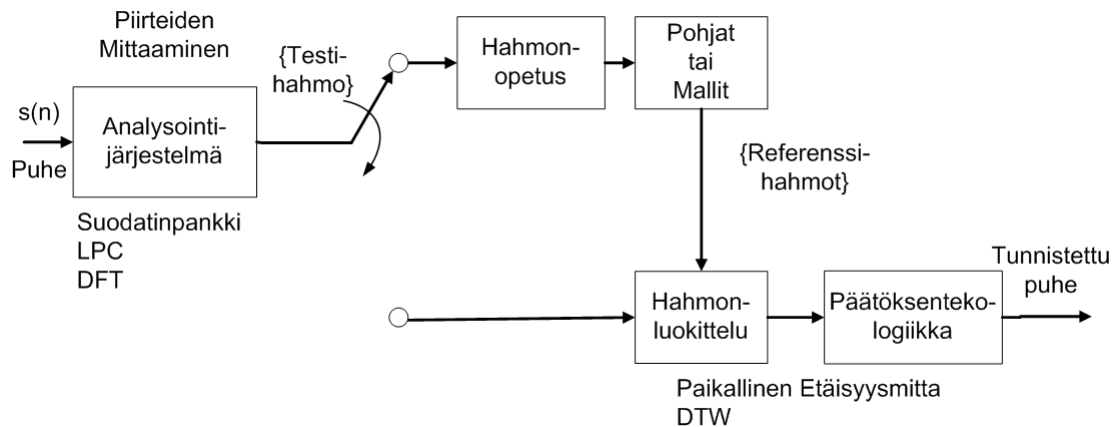 Piirteiden
Mittaaminen
s(n)
Puhe
Analysointi-
järjestelmä
Suodatinpankki
LPC
DFT
{Testi-
hahmo}
Hahmon-
opetus
Pohjat
tai
Mallit
{Referenssi-
hahmot}
Hahmon-
luokittelu
Paikallinen Etäisyysmitta
DTW
Päätöksenteko-
logiikka
Tunnistettu
puhe